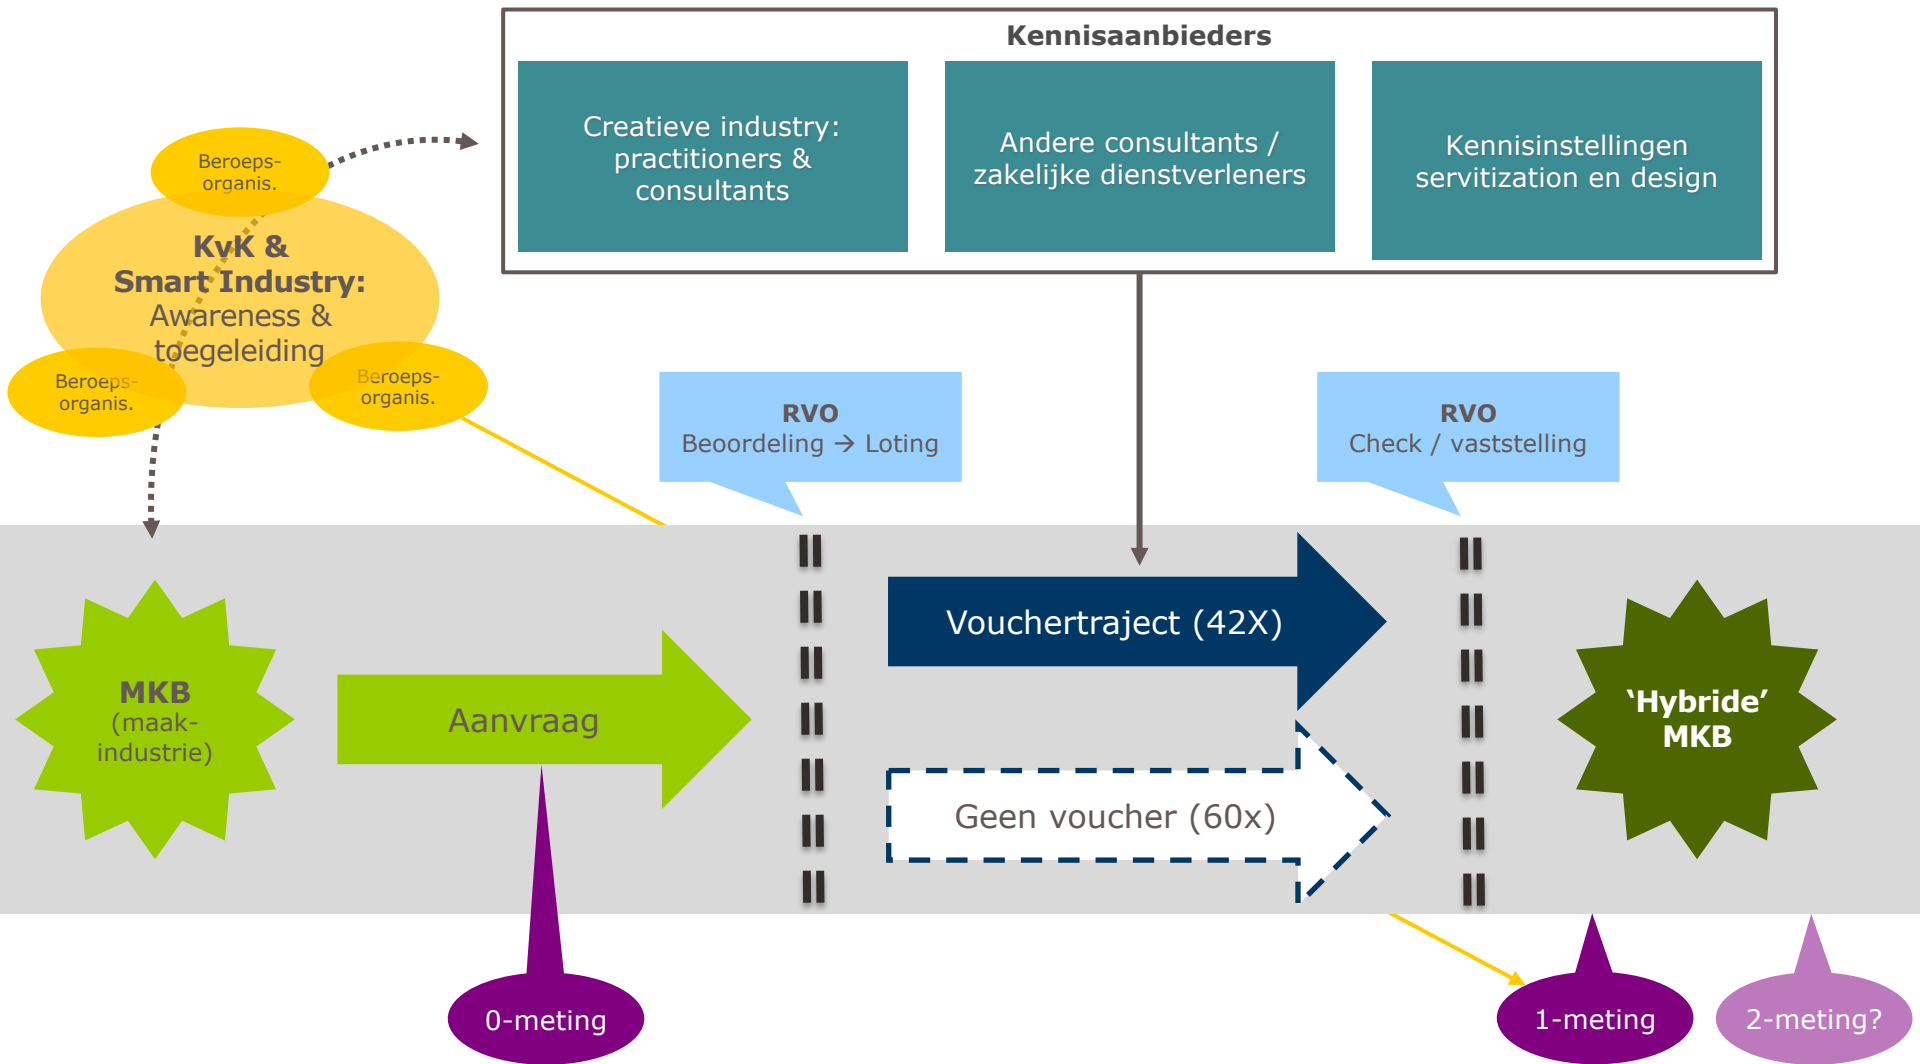 Kennisaanbieders
Creatieve industry:
practitioners &
consultants
Andere consultants /
zakelijke dienstverleners
Kennisinstellingen
servitization en design
Beroeps-
organis.
KvK &
Smart Industry:
Awareness &
toegeleiding
Beroeps-
organis.
Beroeps-
organis.
RVO
Beoordeling → Loting
RVO
Check / vaststelling
MKB
(maak-
industrie)
Aanvraag
Vouchertraject (42X)
Geen voucher (60x)
‘Hybride’
MKB
0-meting
1-meting
2-meting?